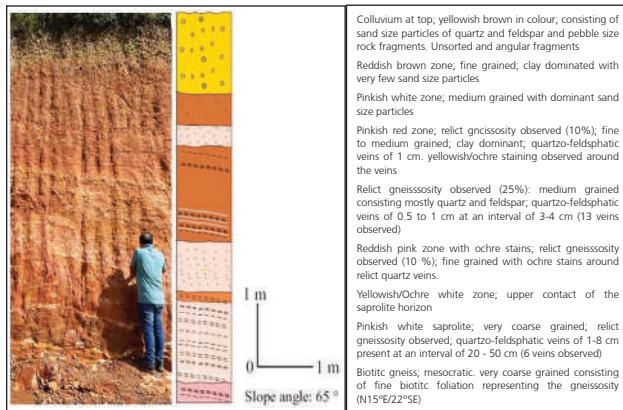 1 m
0
1 m
Slope angle: 65 °
Colluvium at top; yellowish brown in colour; consisting of
sand size particles of quartz and feldspar and pebble size
rock fragments. Unsorted and angular fragments
Reddish brown zone; fine grained; clay dominated with
very few sand size particles
Pinkish white zone; medium grained with dominant sand
size particles
Pinkish red zone; relict gncissosity observed (10%); fine
to medium grained; clay dominant; quartzo-feldsphatic
veins of 1 cm. yellowish/ochre staining observed around
the veins
Relict gneisssosity observed (25%): medium grained
consisting mostly quartz and feldspar; quartzo-feldsphatic
veins of 0.5 to 1 cm at an interval of 3-4 cm (13 veins
observed)
Reddish pink zone with ochre stains; relict gneisssosity
observed (10 %); fine grained with ochre stains around
relict quartz veins.
Yellowish/Ochre white zone; upper contact of the
saprolite horizon
Pinkish white saprolite; very coarse grained; relict
gneissosity observed; quartzo-feldsphatic veins of 1-8 cm
present at an interval of 20 - 50 cm (6 veins observed)
Biotitc gneiss; mesocratic. very coarse grained consisting
of fine biotitc foliation representing the gneissosity
(N15°E/22°SE)